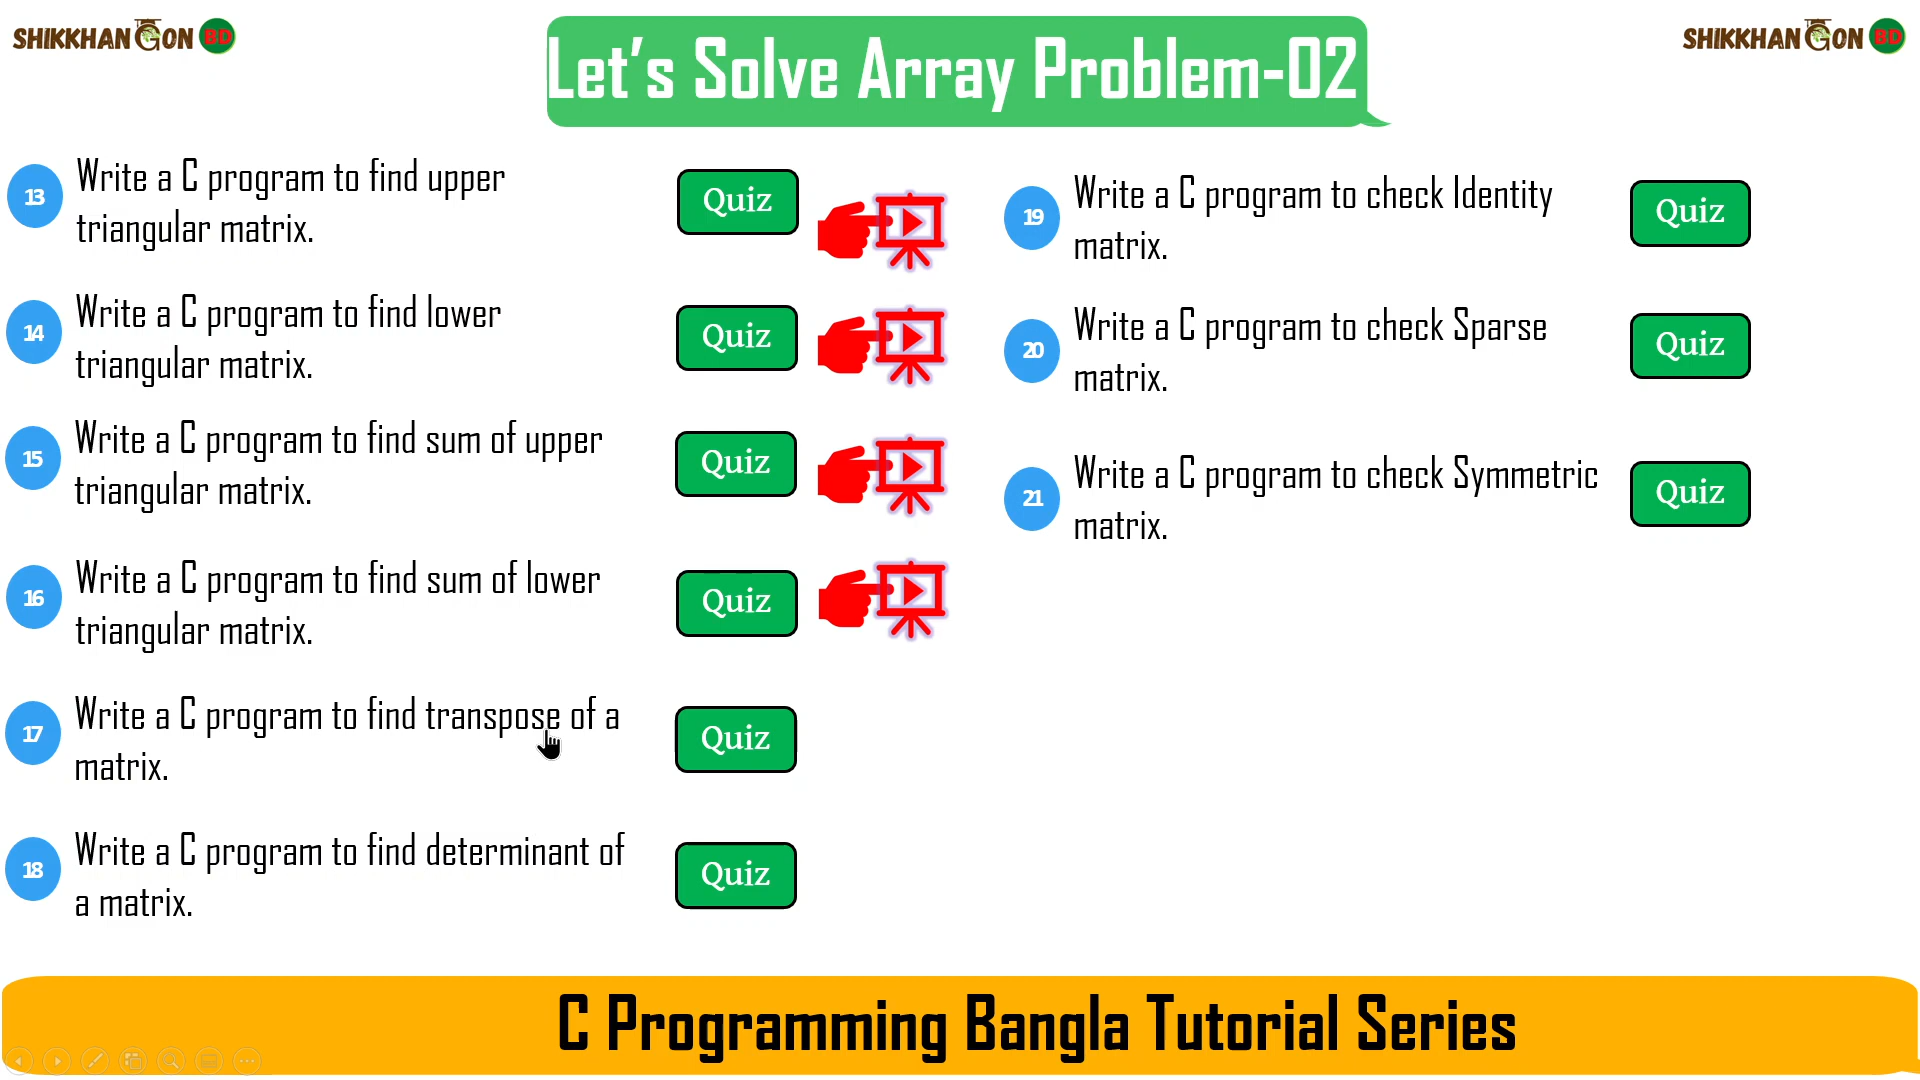 SHIKKHANGON BD
Let's Solve Array Problem-02
SHIKKHANGON BD
13
Write a C program to find upper
triangular matrix.
Quiz
14
Write a C program to find lower
triangular matrix.
Quiz
15
Write a C program to find sum of upper
triangular matrix.
Quiz
16
Write a C program to find sum of lower
triangular matrix.
Quiz
17
Write a C program to find transpose of a
matrix.
Quiz
18
Write a C program to find determinant of
a matrix.
Quiz
19
Write a C program to check Identity
matrix.
Quiz
20
Write a C program to check Sparse
matrix.
Quiz
21
Write a C program to check Symmetric
matrix.
Quiz
C Programming Bangla Tutorial Series